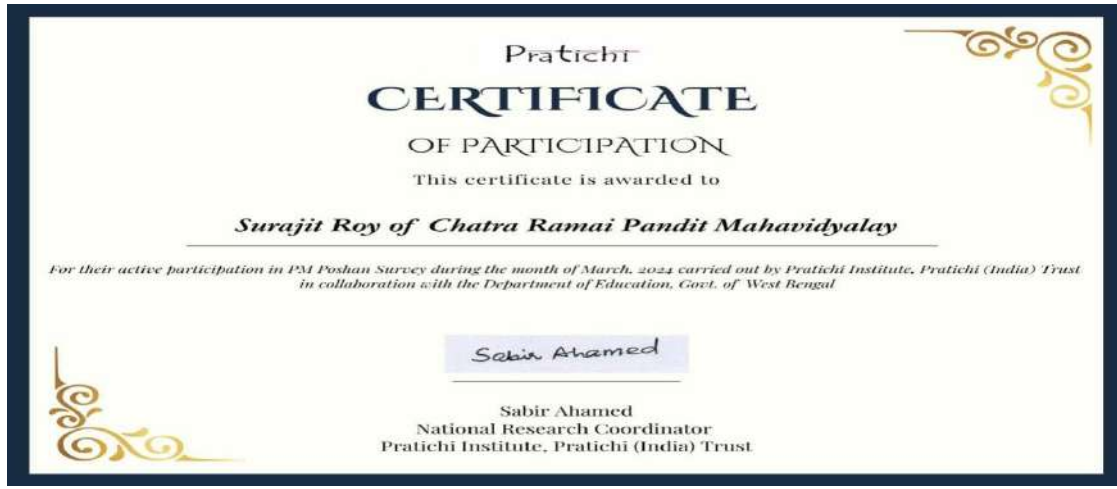 Pratichi
CERTIFICATE
OF PARTICIPATION
This certificate is awarded to
Surajit Roy of Chatra Ramai Pandit Mahavidyalay
For their active participation in PM Poshan Survey during the month of March, 2024 carried out by Pratichi Institute, Pratichi (India) Trust
in collaboration with the Department of Education, Govt. of West Bengal
Sabir Ahamed
Sabir Ahamed
National Research Coordinator
Pratichi Institute, Pratichi (India) Trust